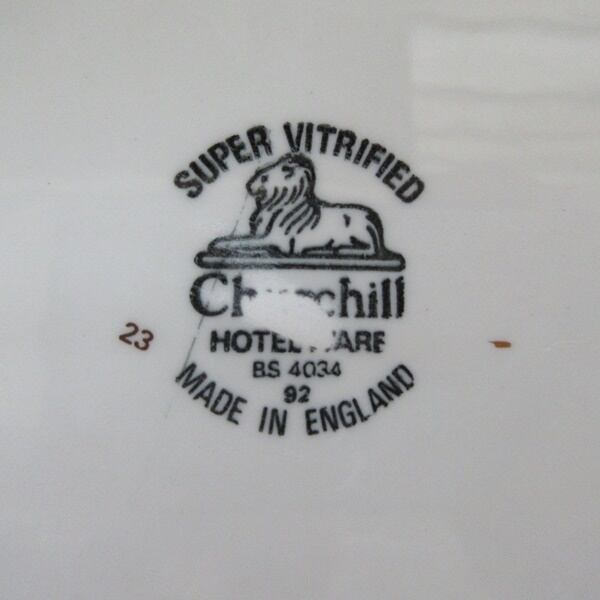 SUPER VITRIFIED
Churchill
HOTELWARE
BS 4034
92
MADE IN ENGLAND
23